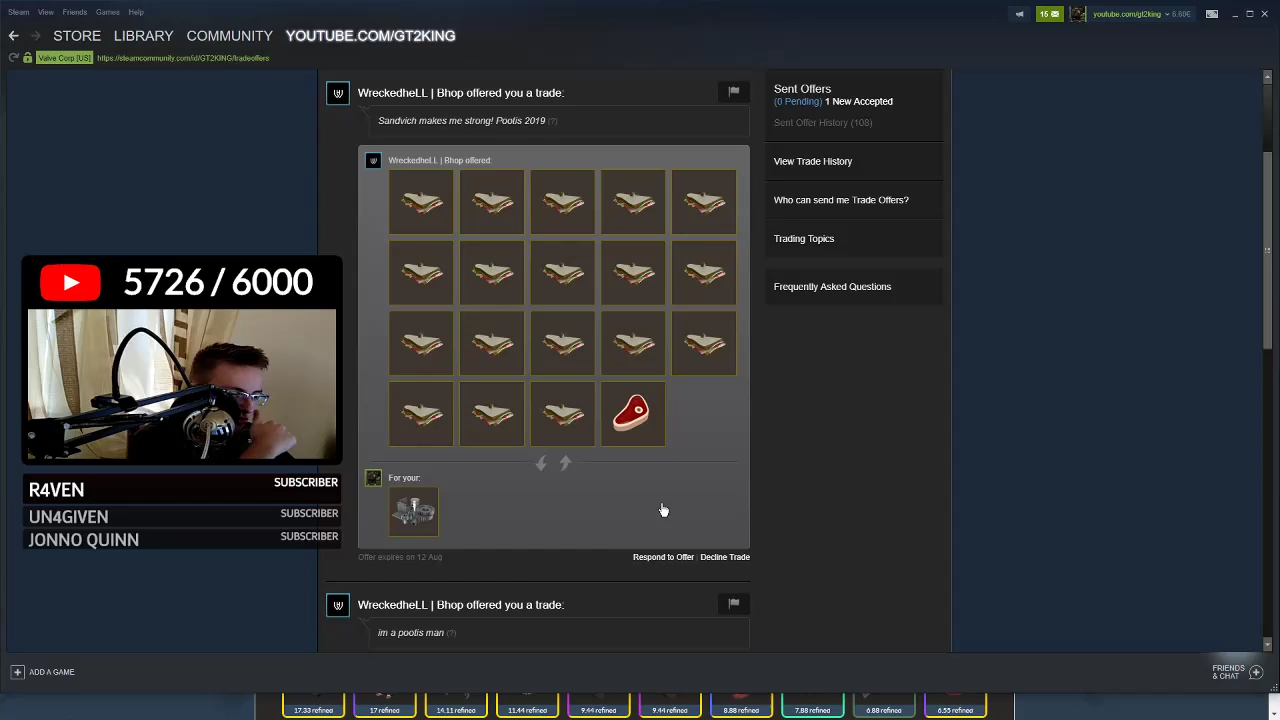 Steam View Friends Games Help
15 youtube.com/gt2king 6.60€
STORE LIBRARY COMMUNITY YOUTUBE.COM/GT2KING
Valve Corp [US] https://steamcommunity.com/id/GT2KING/tradeoffers
WreckedheLL | Bhop offered you a trade:
Sandvich makes me strong! Pootis 2019 (?)
WreckedheLL | Bhop offered:
For your:
Offer expires on 12 Aug
Respond to Offer | Decline Trade
WreckedheLL | Bhop offered you a trade:
im a pootis man (?)
Sent Offers
(0 Pending) 1 New Accepted
Sent Offer History (108)
View Trade History
Who can send me Trade Offers?
Trading Topics
Frequently Asked Questions
5726 / 6000
R4VEN SUBSCRIBER
UN4GIVEN SUBSCRIBER
JONNO QUINN SUBSCRIBER
+ ADD A GAME
FRIENDS
& CHAT +
17.33 refined 17 refined 14.11 refined 11.44 refined 9.44 refined 9.44 refined 8.88 refined 7.88 refined 6.88 refined 6.55 refined